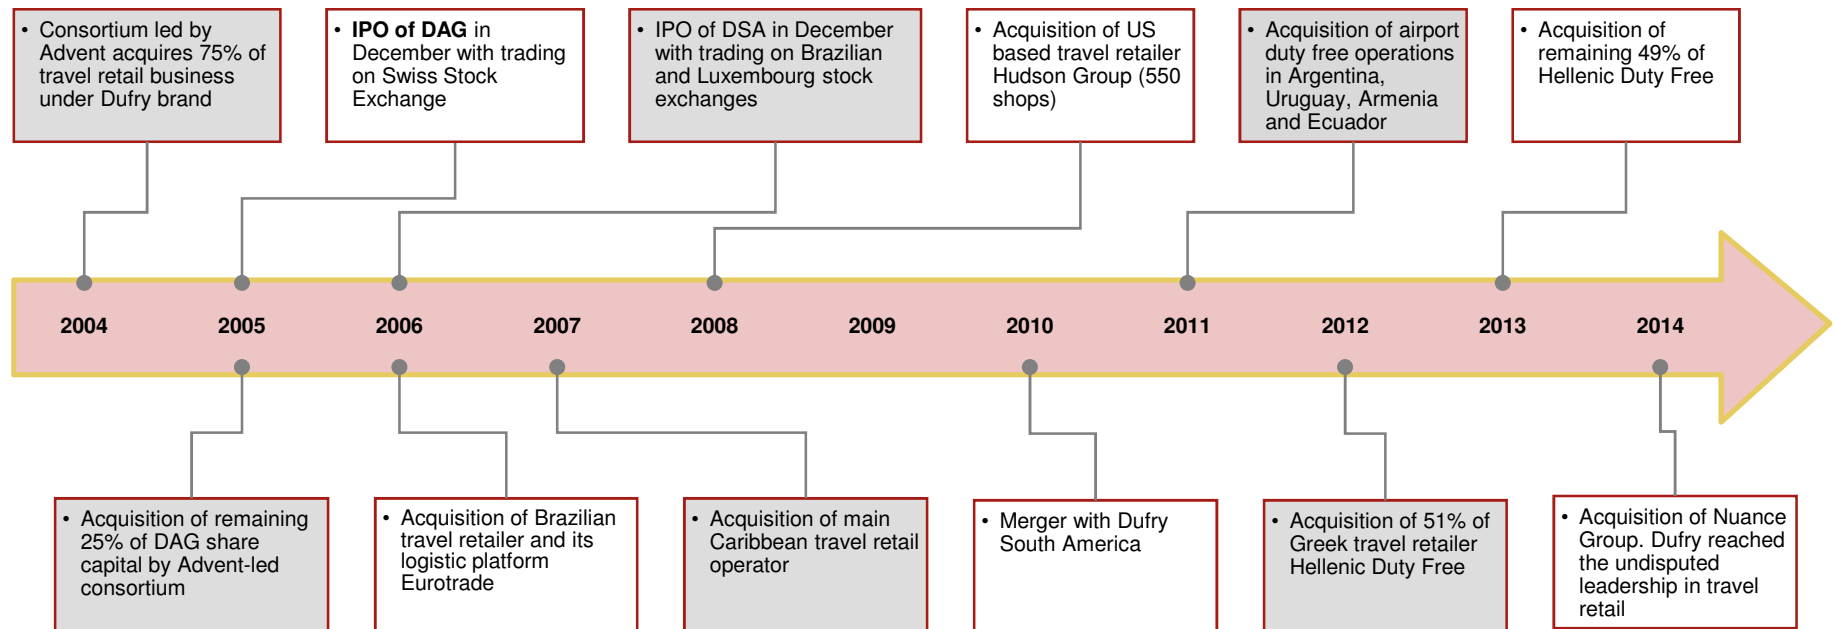 • Consortium led by
Advent acquires 75% of
travel retail business
under Dufry brand
• IPO of DAG in
December with trading
on Swiss Stock
Exchange
• IPO of DSA in December
with trading on Brazilian
and Luxembourg stock
exchanges
• Acquisition of US
based travel retailer
Hudson Group (550
shops)
• Acquisition of airport
duty free operations
in Argentina,
Uruguay, Armenia
and Ecuador
• Acquisition of
remaining 49% of
Hellenic Duty Free
2004 2005 2006 2007 2008 2009 2010 2011 2012 2013 2014
• Acquisition of remaining
25% of DAG share
capital by Advent-led
consortium
• Acquisition of Brazilian
travel retailer and its
logistic platform
Eurotrade
• Acquisition of main
Caribbean travel retail
operator
• Merger with Dufry
South America
• Acquisition of 51% of
Greek travel retailer
Hellenic Duty Free
• Acquisition of Nuance
Group. Dufry reached
the undisputed
leadership in travel
retail